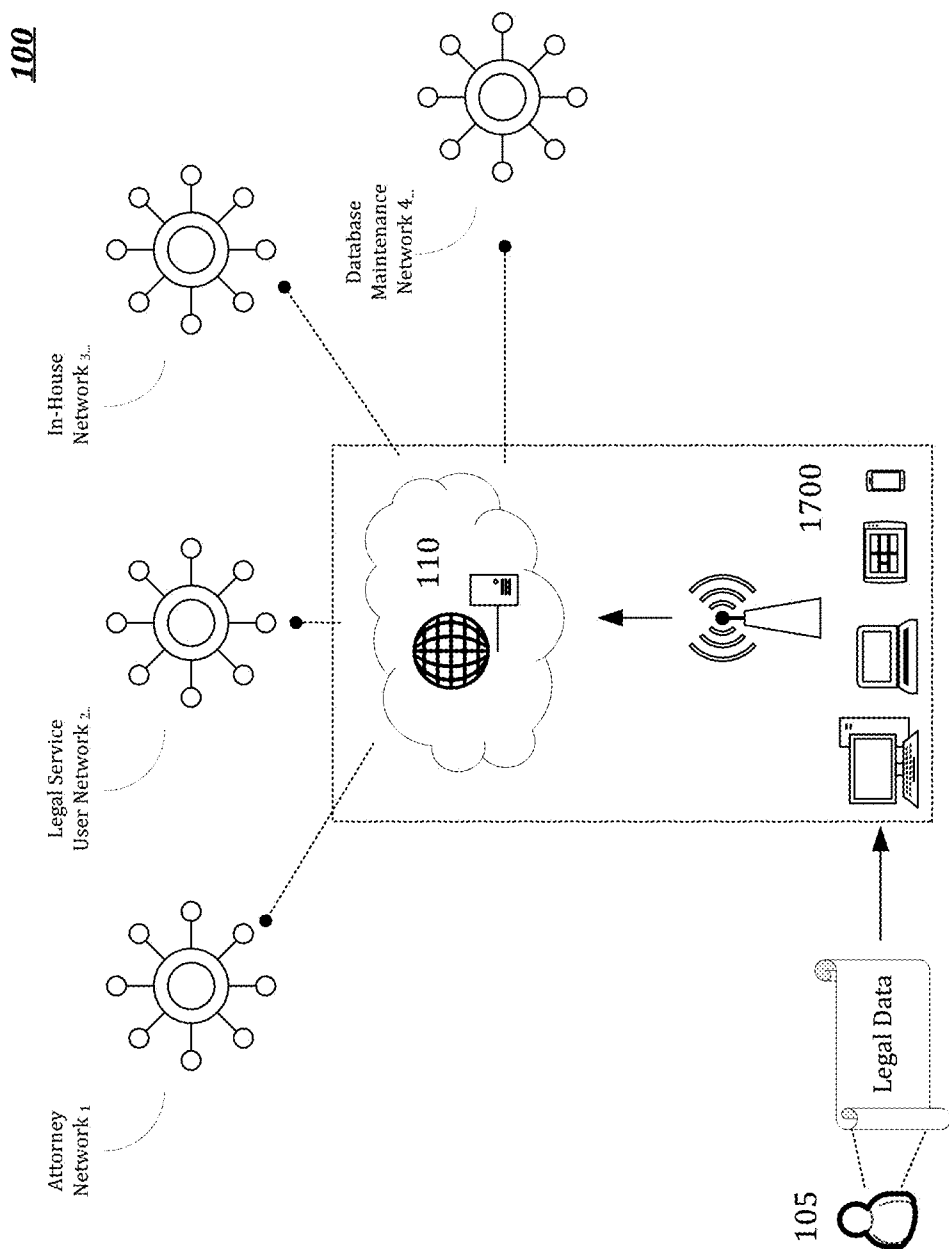 100
Attorney
Network 1
Legal Service
User Network 2..
In-House
Network 3...
Database
Maintenance
Network 4...
110
1700
105
Legal Data